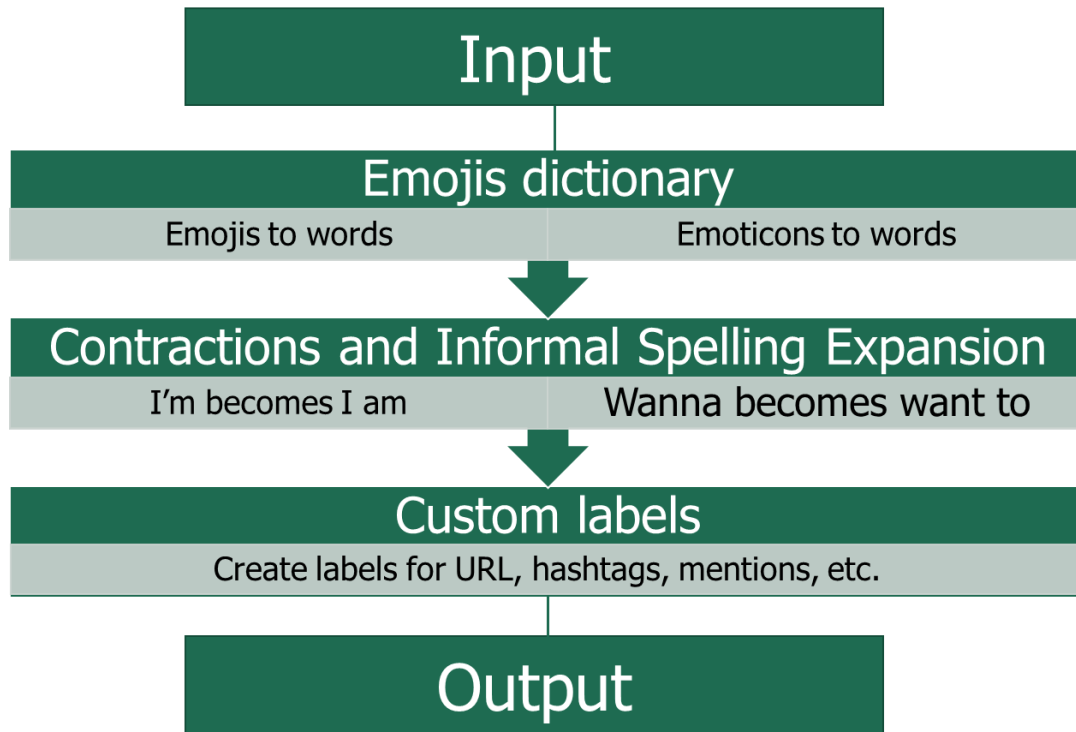 Input
Emojis dictionary
Emojis to words
Emoticons to words
Contractions and Informal Spelling Expansion
I’m becomes I am
Wanna becomes want to
Custom labels
Create labels for URL, hashtags, mentions, etc.
Output